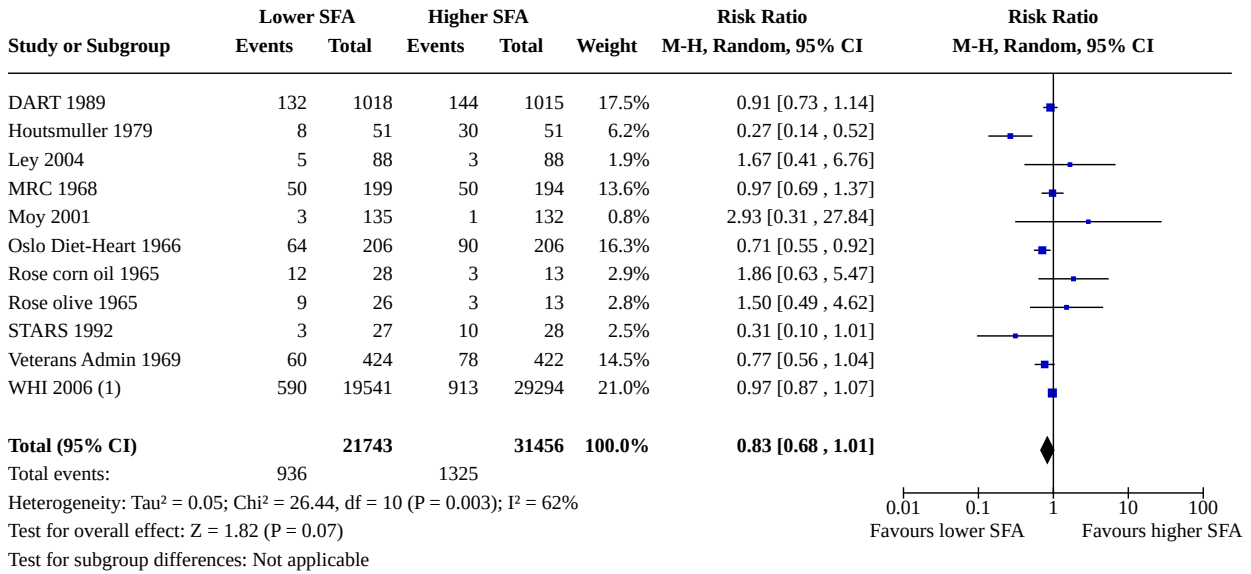 Lower SFA Higher SFA Risk Ratio Risk Ratio
Study or Subgroup Events Total Events Total Weight M-H, Random, 95% CI M-H, Random, 95% CI
DART 1989 132 1018 144 1015 17.5% 0.91 [0.73 , 1.14]
Houtsmuller 1979 8 51 30 51 6.2% 0.27 [0.14 , 0.52]
Ley 2004 5 88 3 88 1.9% 1.67 [0.41 , 6.76]
MRC 1968 50 199 50 194 13.6% 0.97 [0.69 , 1.37]
Moy 2001 3 135 1 132 0.8% 2.93 [0.31 , 27.84]
Oslo Diet-Heart 1966 64 206 90 206 16.3% 0.71 [0.55 , 0.92]
Rose corn oil 1965 12 28 3 13 2.9% 1.86 [0.63 , 5.47]
Rose olive 1965 9 26 3 13 2.8% 1.50 [0.49 , 4.62]
STARS 1992 3 27 10 28 2.5% 0.31 [0.10 , 1.01]
Veterans Admin 1969 60 424 78 422 14.5% 0.77 [0.56 , 1.04]
WHI 2006 (1) 590 19541 913 29294 21.0% 0.97 [0.87 , 1.07]
Total (95% CI) 21743 31456 100.0% 0.83 [0.68 , 1.01]
Total events: 936 1325
Heterogeneity: Tau² = 0.05; Chi² = 26.44, df = 10 (P = 0.003); I² = 62%
0.01 0.1 1 10 100
Test for overall effect: Z = 1.82 (P = 0.07) Favours lower SFA Favours higher SFA
Test for subgroup differences: Not applicable